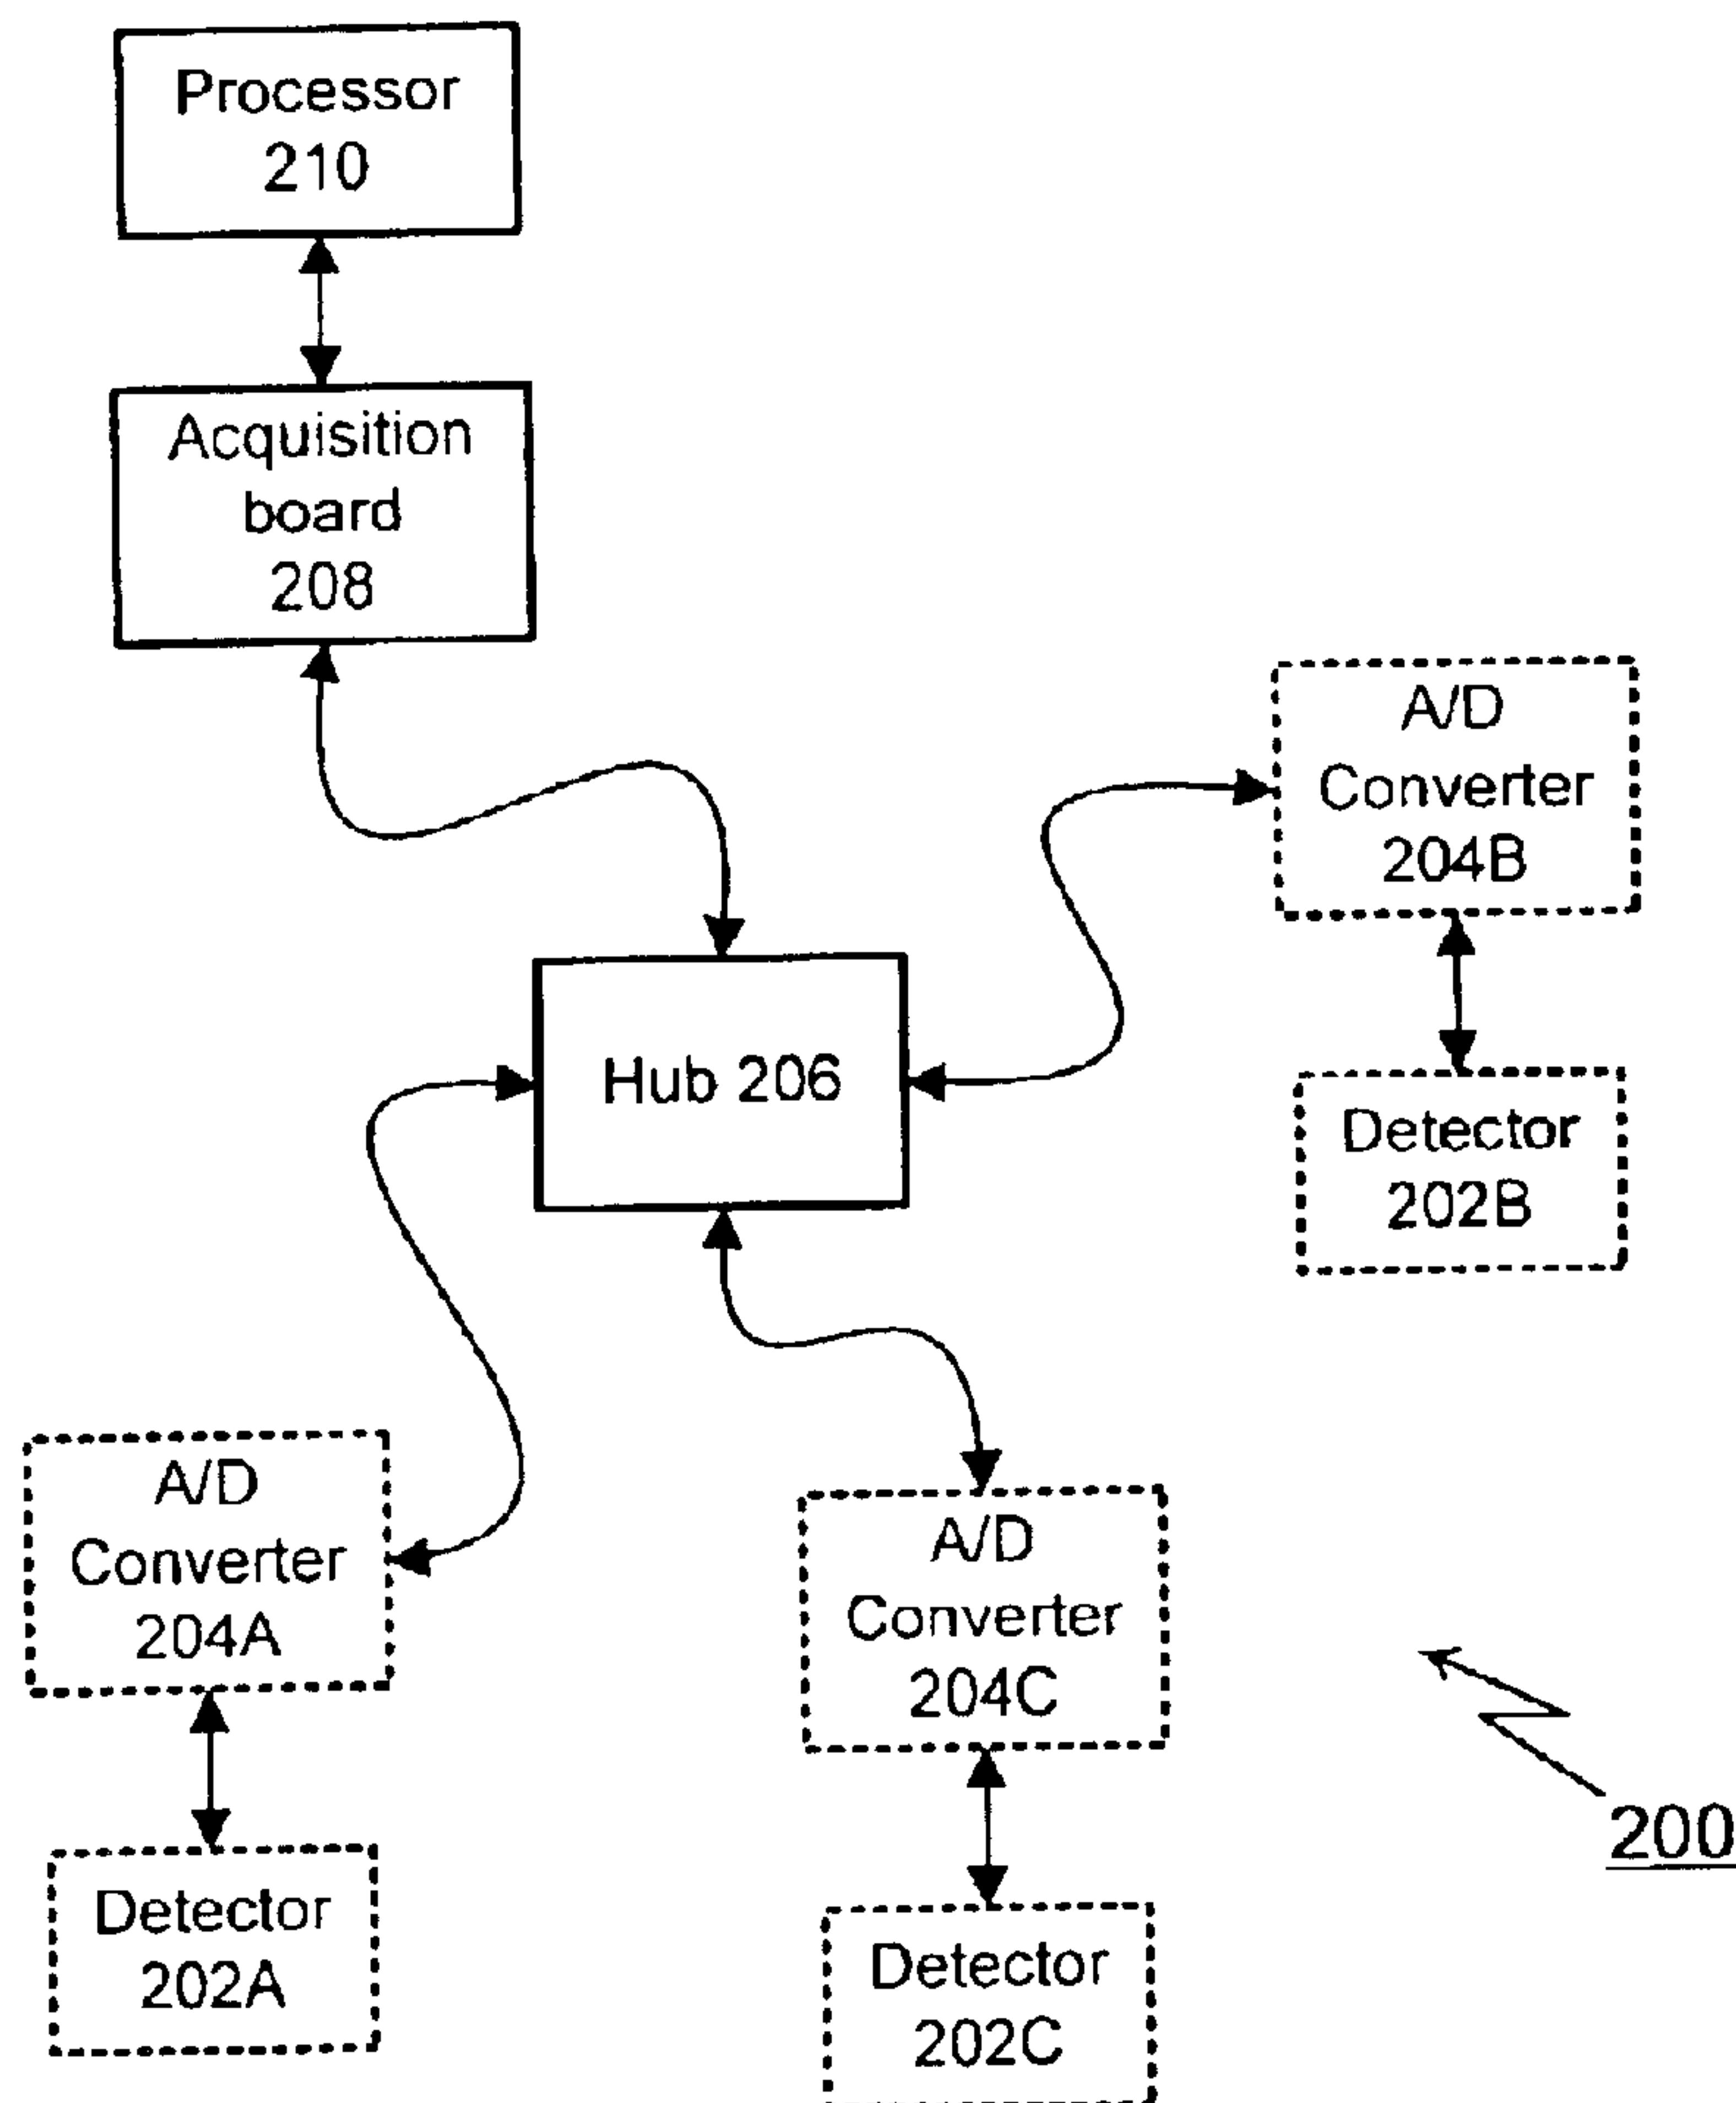 Processor
210
Acquisition
board
208
A/D
Converter
204B
Hub 206
Detector
202B
A/D
Converter
204A
A/D
Converter
204C
200
Detector
202A
Detector
202C